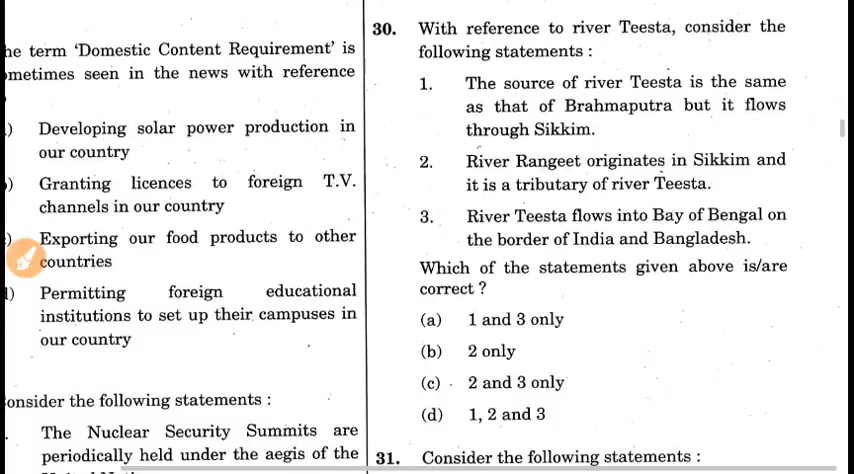 he term ‘Domestic Content Requirement’ is
ometimes seen in the news with reference
.) Developing solar power production in
our country
) Granting licences to foreign T.V.
channels in our country
) Exporting our food products to other
countries
) Permitting foreign educational
institutions to set up their campuses in
our country
onsider the following statements :
. The Nuclear Security Summits are
periodically held under the aegis of the
30. With reference to river Teesta, consider the
following statements :
1. The source of river Teesta is the same
as that of Brahmaputra but it flows
through Sikkim.
2. River Rangeet originates in Sikkim and
it is a tributary of river Teesta.
3. River Teesta flows into Bay of Bengal on
the border of India and Bangladesh.
Which of the statements given above is/are
correct ?
(a) 1 and 3 only
(b) 2 only
(c) 2 and 3 only
(d) 1, 2 and 3
31. Consider the following statements :